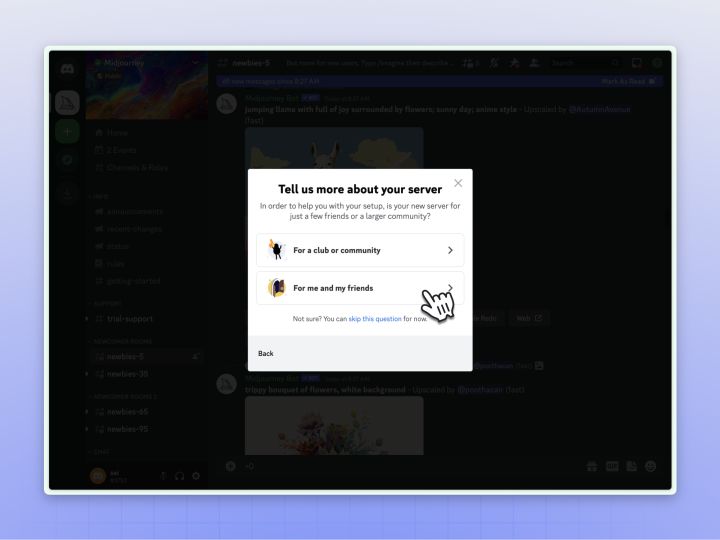 Midjourney
Public
newbies-5
Bot room for new users. Type /imagine then describe ...
Search
40+ new messages since 8:27 AM
Mark As Read
Home
2 Events
Channels & Roles
INFO
announcements
recent-changes
status
rules
getting-started
SUPPORT
trial-support
NEWCOMER ROOMS
newbies-5
newbies-35
NEWCOMER ROOMS 2
newbies-65
newbies-95
CHAT
Midjourney Bot BOT Today at 8:27 AM
jumping llame with full of joy surrounded by flowers; sunny day; anime style - Upscaled by @AutumnAvenue
(fast)
Tell us more about your server
In order to help you with your setup, is your new server for
just a few friends or a larger community?
For a club or community
For me and my friends
Not sure? You can skip this question for now.
Back
Redo
Web
@poothavan (fast)
Midjourney Bot BOT Today at 8:27 AM
trippy bouquet of flowers, white background - Upscaled by @poothavan (fast)
GIF